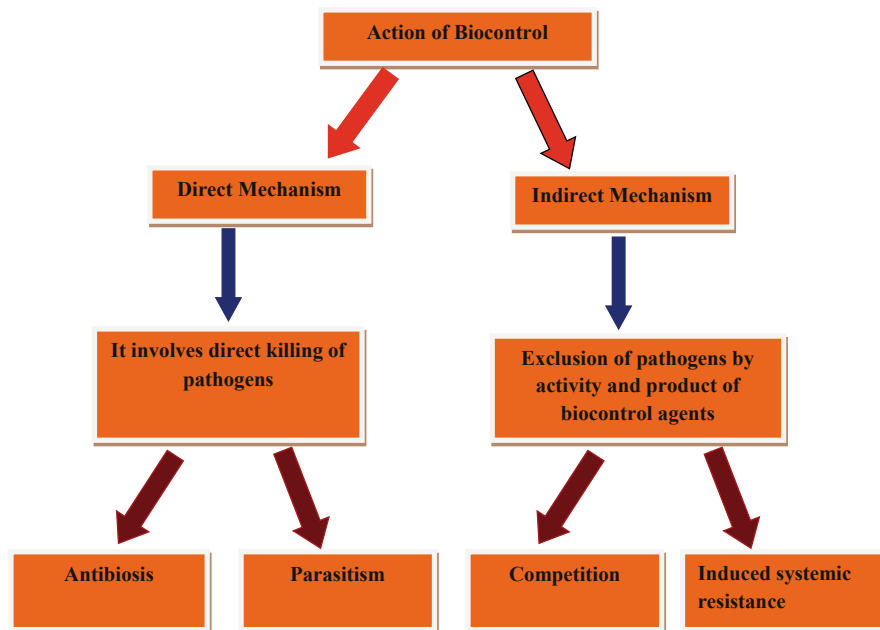 Action of Biocontrol
Direct Mechanism
Indirect Mechanism
It involves direct killing of
pathogens
Exclusion of pathogens by
activity and product of
biocontrol agents
Antibiosis
Parasitism
Competition
Induced systemic
resistance